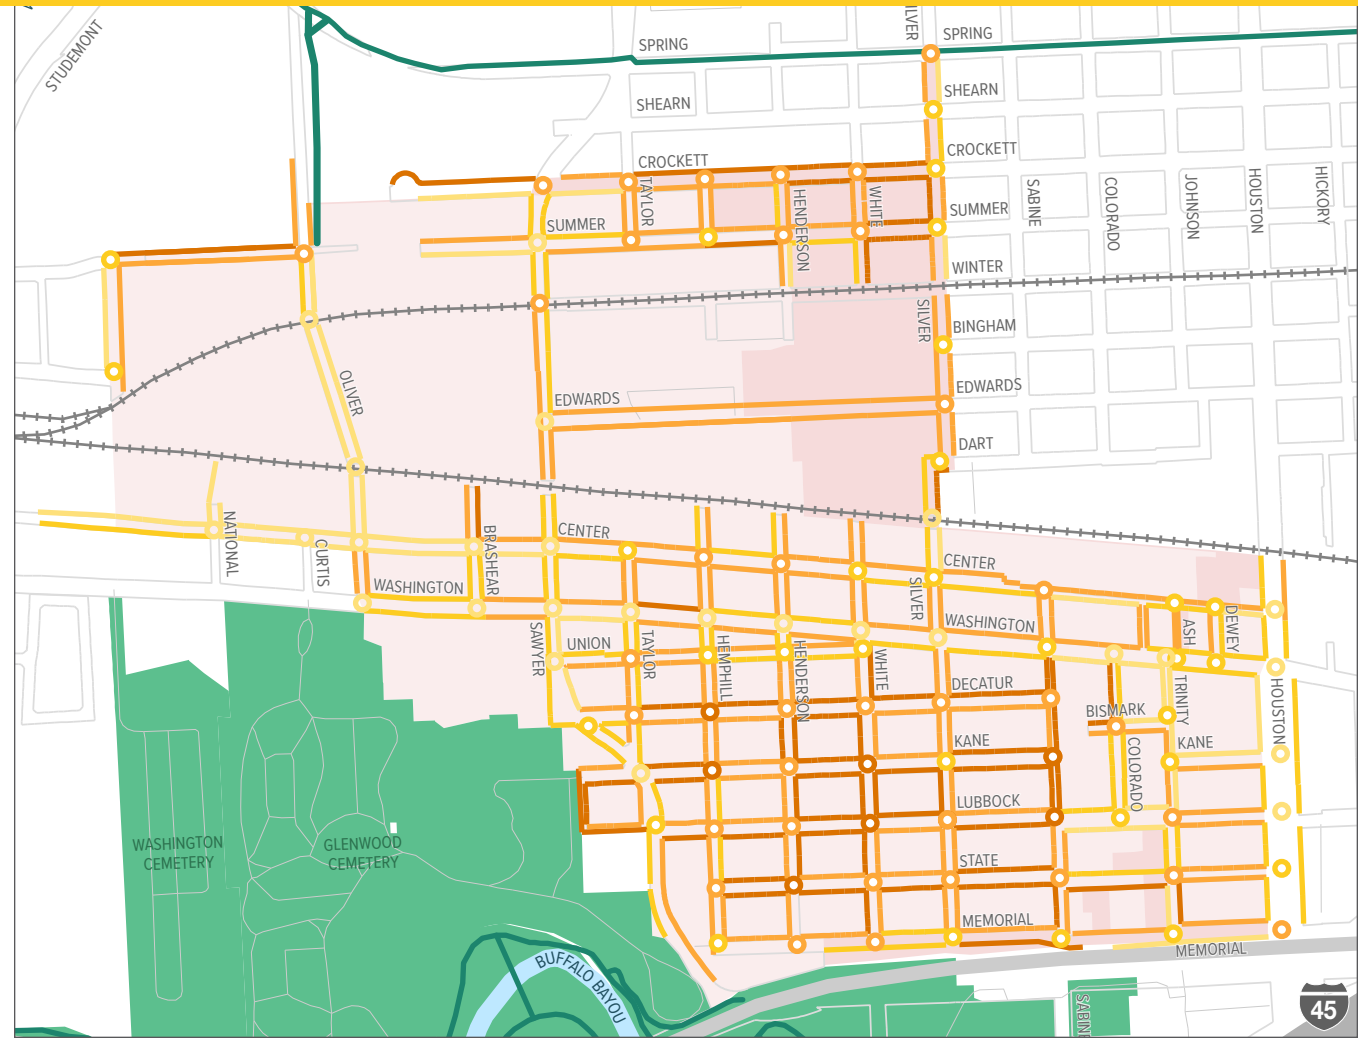 STUDEMONT
SPRING
ILVER
SPRING
SHEARN
SHEARN
CROCKETT
CROCKETT
TAYLOR
HENDERSON
WHITE
SUMMER
SUMMER
SABINE
COLORADO
JOHNSON
HOUSTON
HICKORY
WINTER
SILVER
BINGHAM
OLIVER
EDWARDS
EDWARDS
DART
NATIONAL
CURTIS
BRASHEAR
CENTER
CENTER
WASHINGTON
SILVER
WASHINGTON
ASH
DEWEY
SAWYER
UNION
TAYLOR
HEMPHILL
HENDERSON
WHITE
DECATUR
BISMARK
TRINITY
HOUSTON
KANE
KANE
COLORADO
LUBBOCK
WASHINGTON
CEMETERY
GLENWOOD
CEMETERY
STATE
MEMORIAL
MEMORIAL
BUFFALO BAYOU
SABIN
45